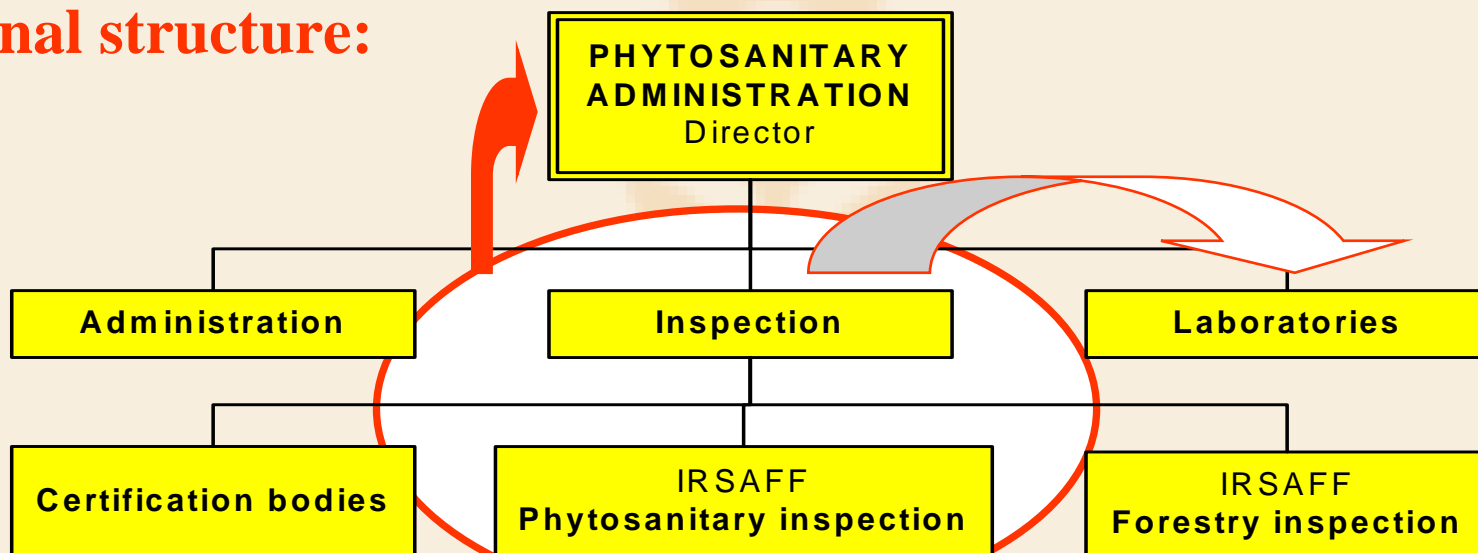 nal structure:
PHYTOSANITARY
ADMINISTRATION
Director
Administration
Inspection
Laboratories
Certification bodies
IRSAFF
Phytosanitary inspection
IRSAFF
Forestry inspection